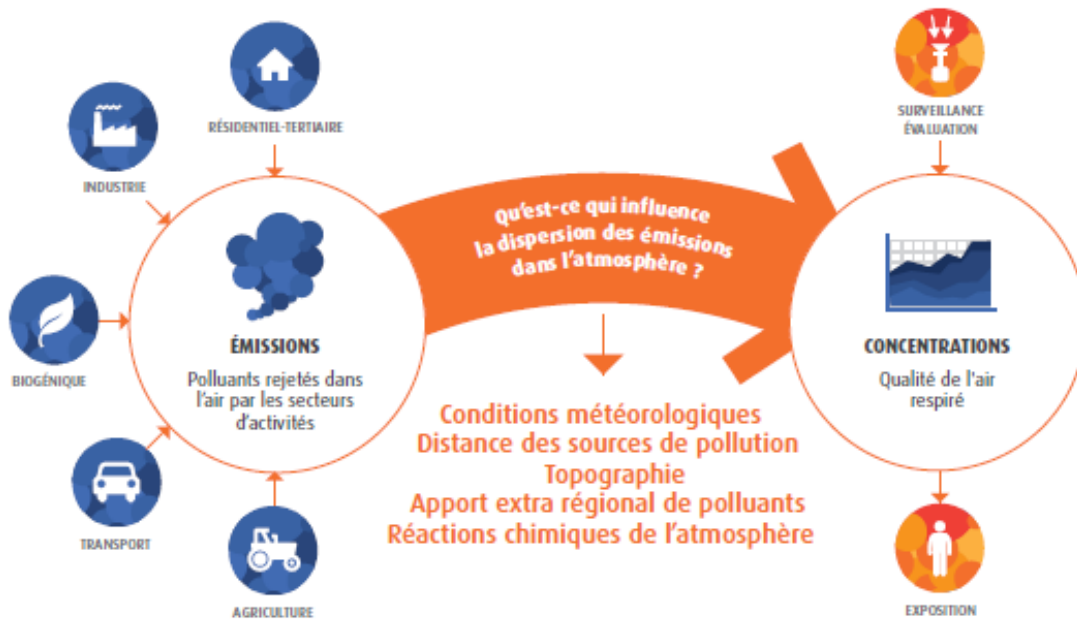 RÉSIDENTIEL-TERTIAIRE
INDUSTRIE
BIOGÉNIQUE
TRANSPORT
AGRICULTURE
ÉMISSIONS
Polluants rejetés dans
l'air par les secteurs
d'activités
Qu'est-ce qui influence
la dispersion des émissions
dans l'atmosphère ?
Conditions météorologiques
Distance des sources de pollution
Topographie
Apport extra régional de polluants
Réactions chimiques de l'atmosphère
SURVEILLANCE
ÉVALUATION
CONCENTRATIONS
Qualité de l'air
respiré
EXPOSITION